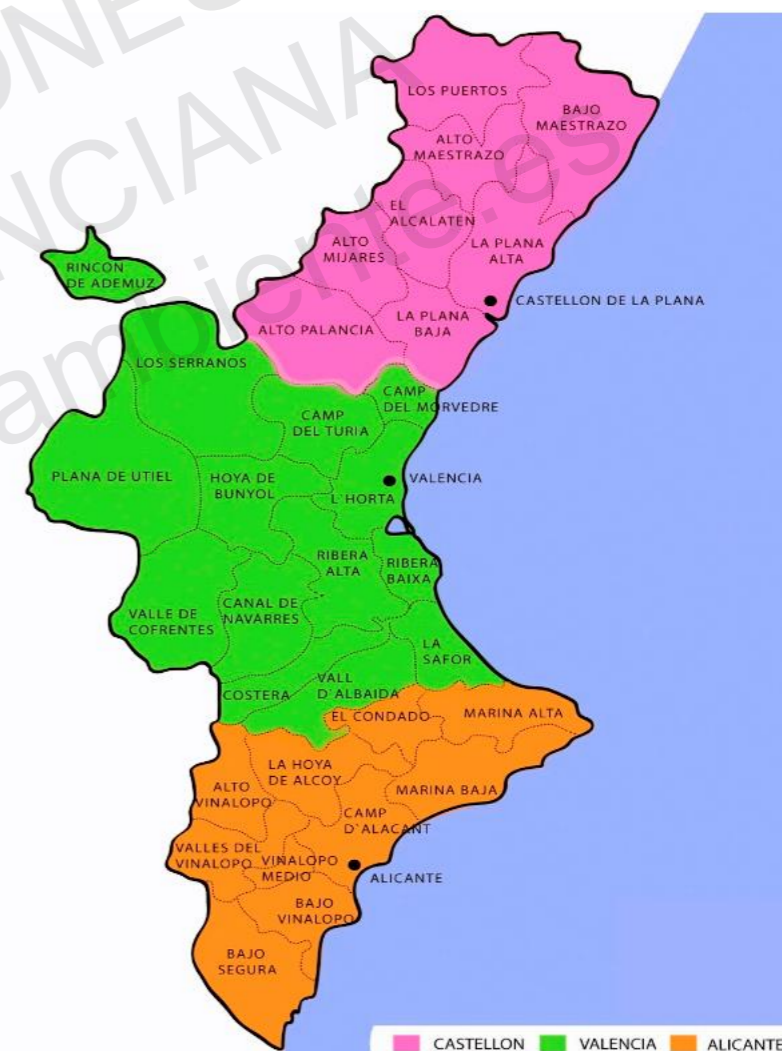 LOS PUERTOS
BAJO
MAESTRAZO
ALTO
MAESTRAZO
EL
ALCALATEN
ALTO
MIJARES
LA PLANA
ALTA
RINCON
DE ADEMUZ
CASTELLON DE LA PLANA
LA PLANA
BAJA
ALTO PALANCIA
LOS SERRANOS
CAMP
DEL MORVEDRE
CAMP
DEL TURIA
PLANA DE UTIEL
HOYA DE
BUNYOL
VALENCIA
L`HORTA
RIBERA
ALTA
RIBERA
BAIXA
VALLE DE
COFRENTES
CANAL DE
NAVARRES
LA
SAFOR
COSTERA
VALL
D`ALBAIDA
EL CONDADO
MARINA ALTA
LA HOYA
DE ALCOY
ALTO
VINALOPO
MARINA BAJA
CAMP
D`ALACANT
VALLES DEL
VINALOPO
VINALOPO
MEDIO
ALICANTE
BAJO
VINALOPO
BAJO
SEGURA
CASTELLON VALENCIA ALICANTE
ambiente.es